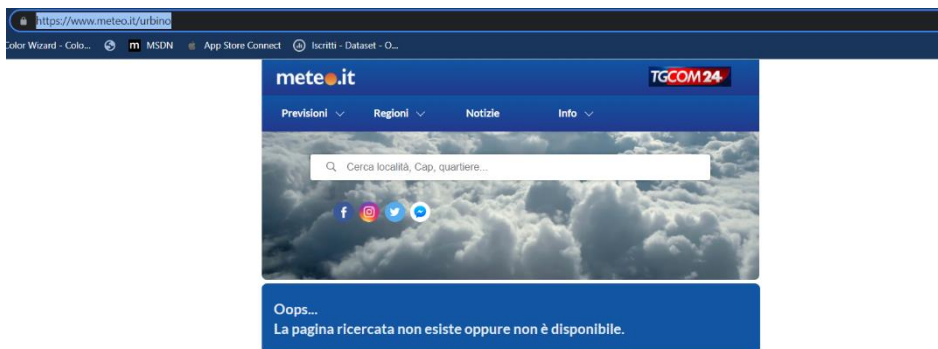 https://www.meteo.it/urbino
Color Wizard - Colo... m MSDN App Store Connect Iscritti - Dataset - O...
meteo.it TGCOM24
Previsioni Regioni Notizie Info
Cerca località, Cap, quartiere...
Oops...
La pagina ricercata non esiste oppure non è disponibile.